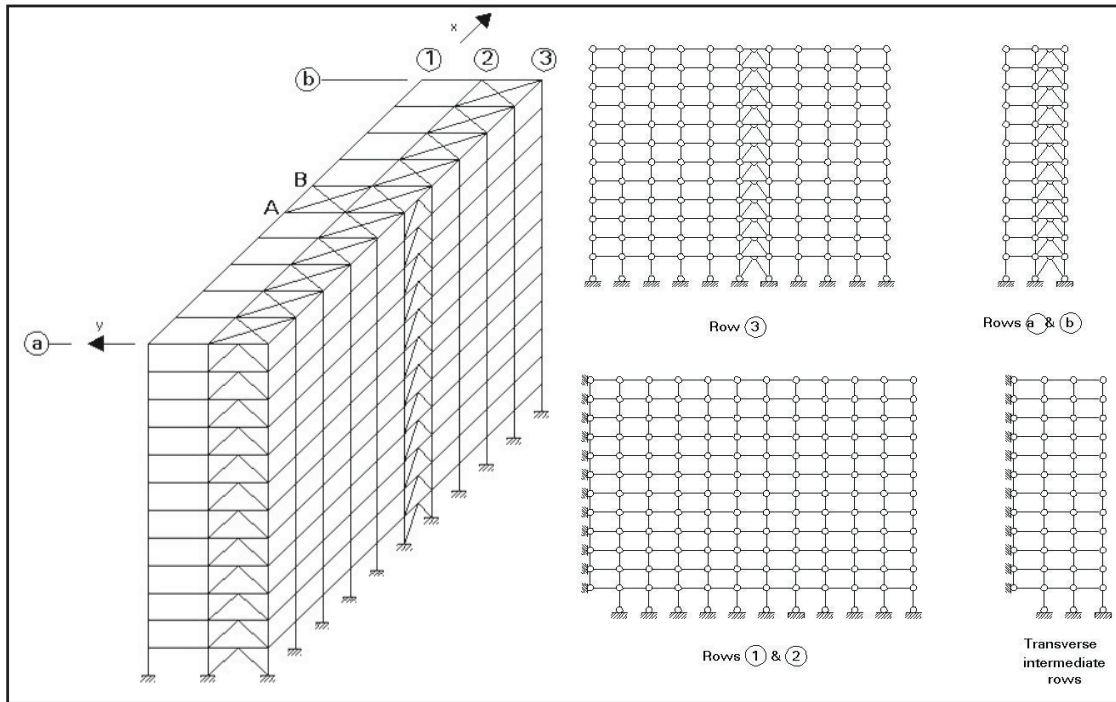 x
1 2 3
b
B
A
y
a
Row 3
Rows a & b
Rows 1 & 2
Transverse
intermediate
rows